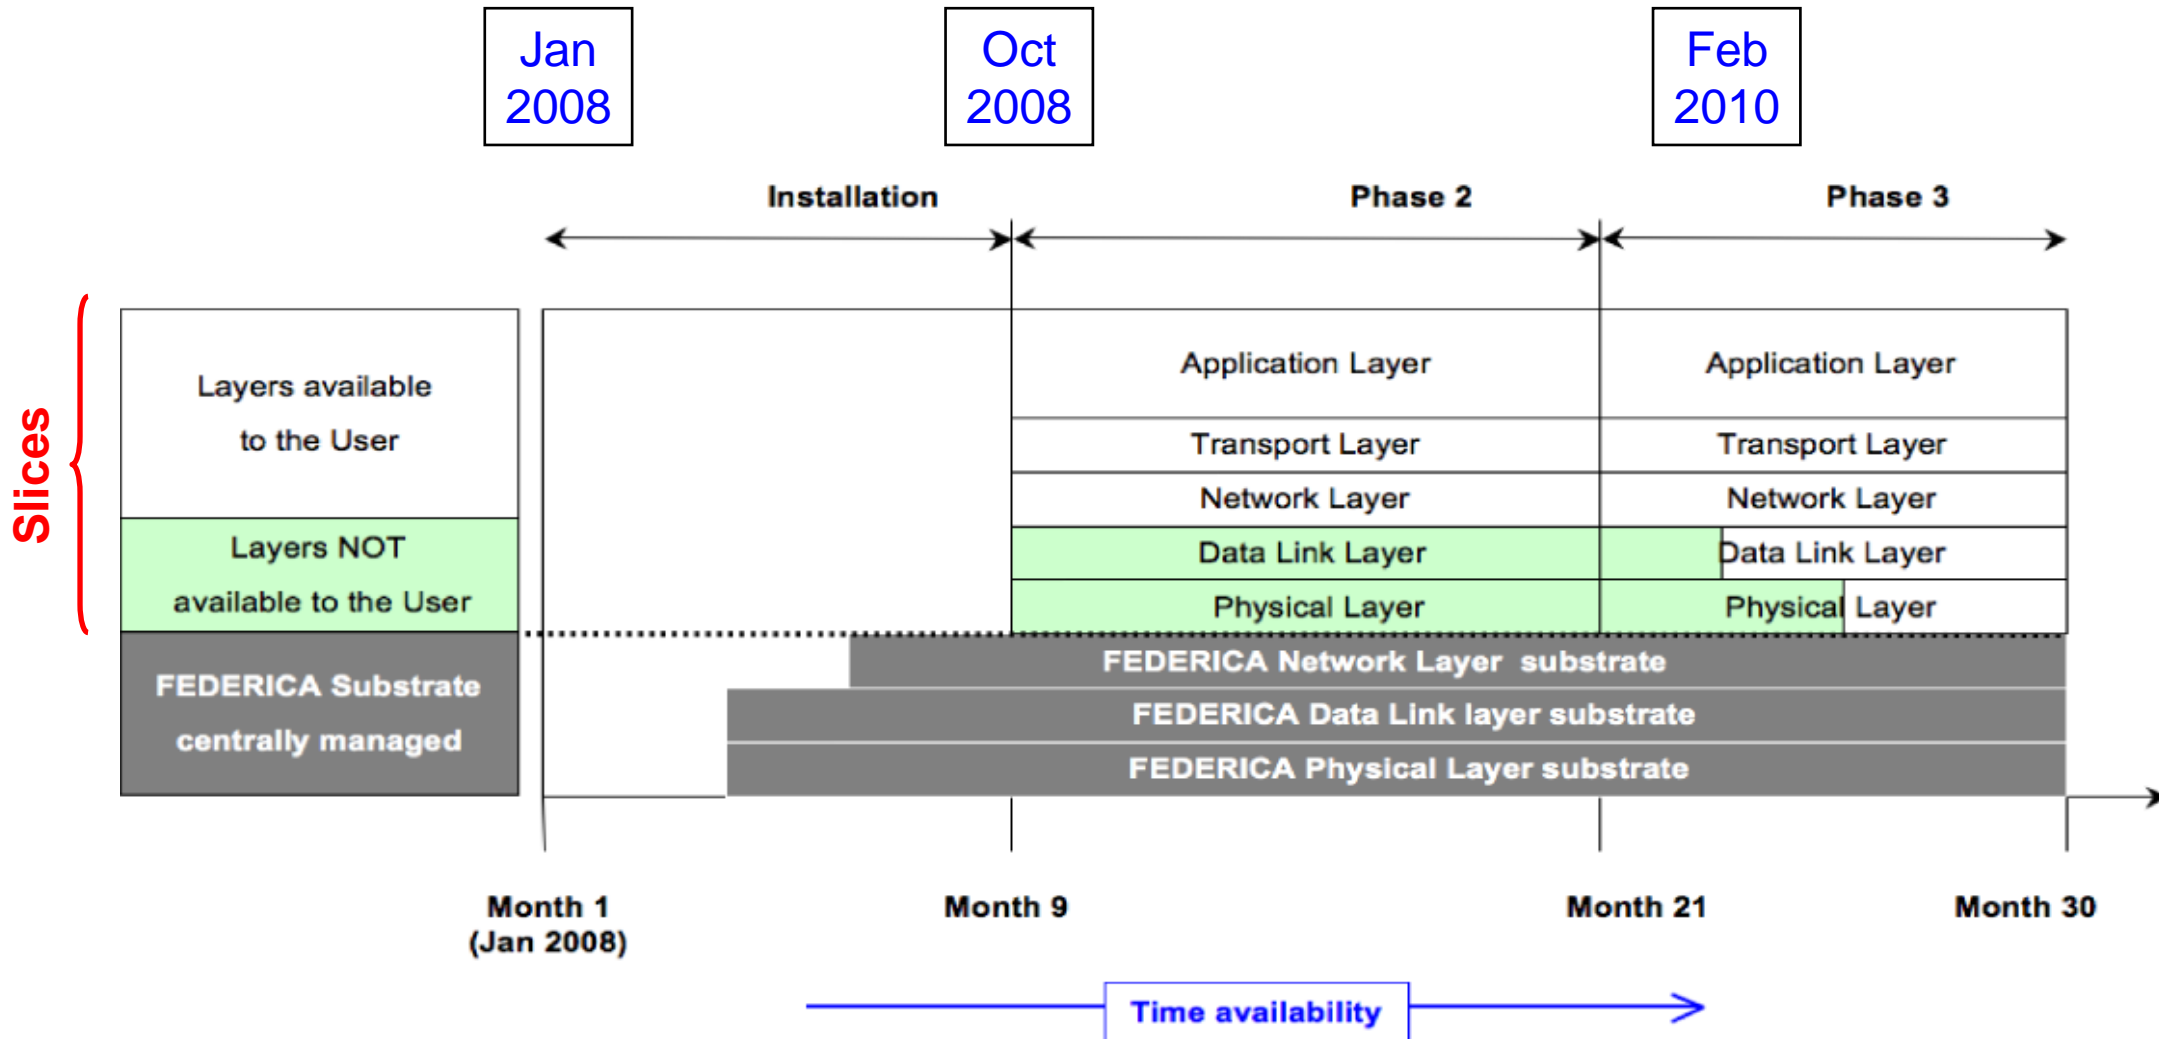 Jan
2008
Oct
2008
Feb
2010
Installation
Phase 2
Phase 3
Slices
Layers available
to the User
Layers NOT
available to the User
FEDERICA Substrate
centrally managed
Application Layer
Application Layer
Transport Layer
Transport Layer
Network Layer
Network Layer
Data Link Layer
Data Link Layer
Physical Layer
Physical Layer
FEDERICA Network Layer substrate
FEDERICA Data Link layer substrate
FEDERICA Physical Layer substrate
Month 1
(Jan 2008)
Month 9
Month 21
Month 30
Time availability